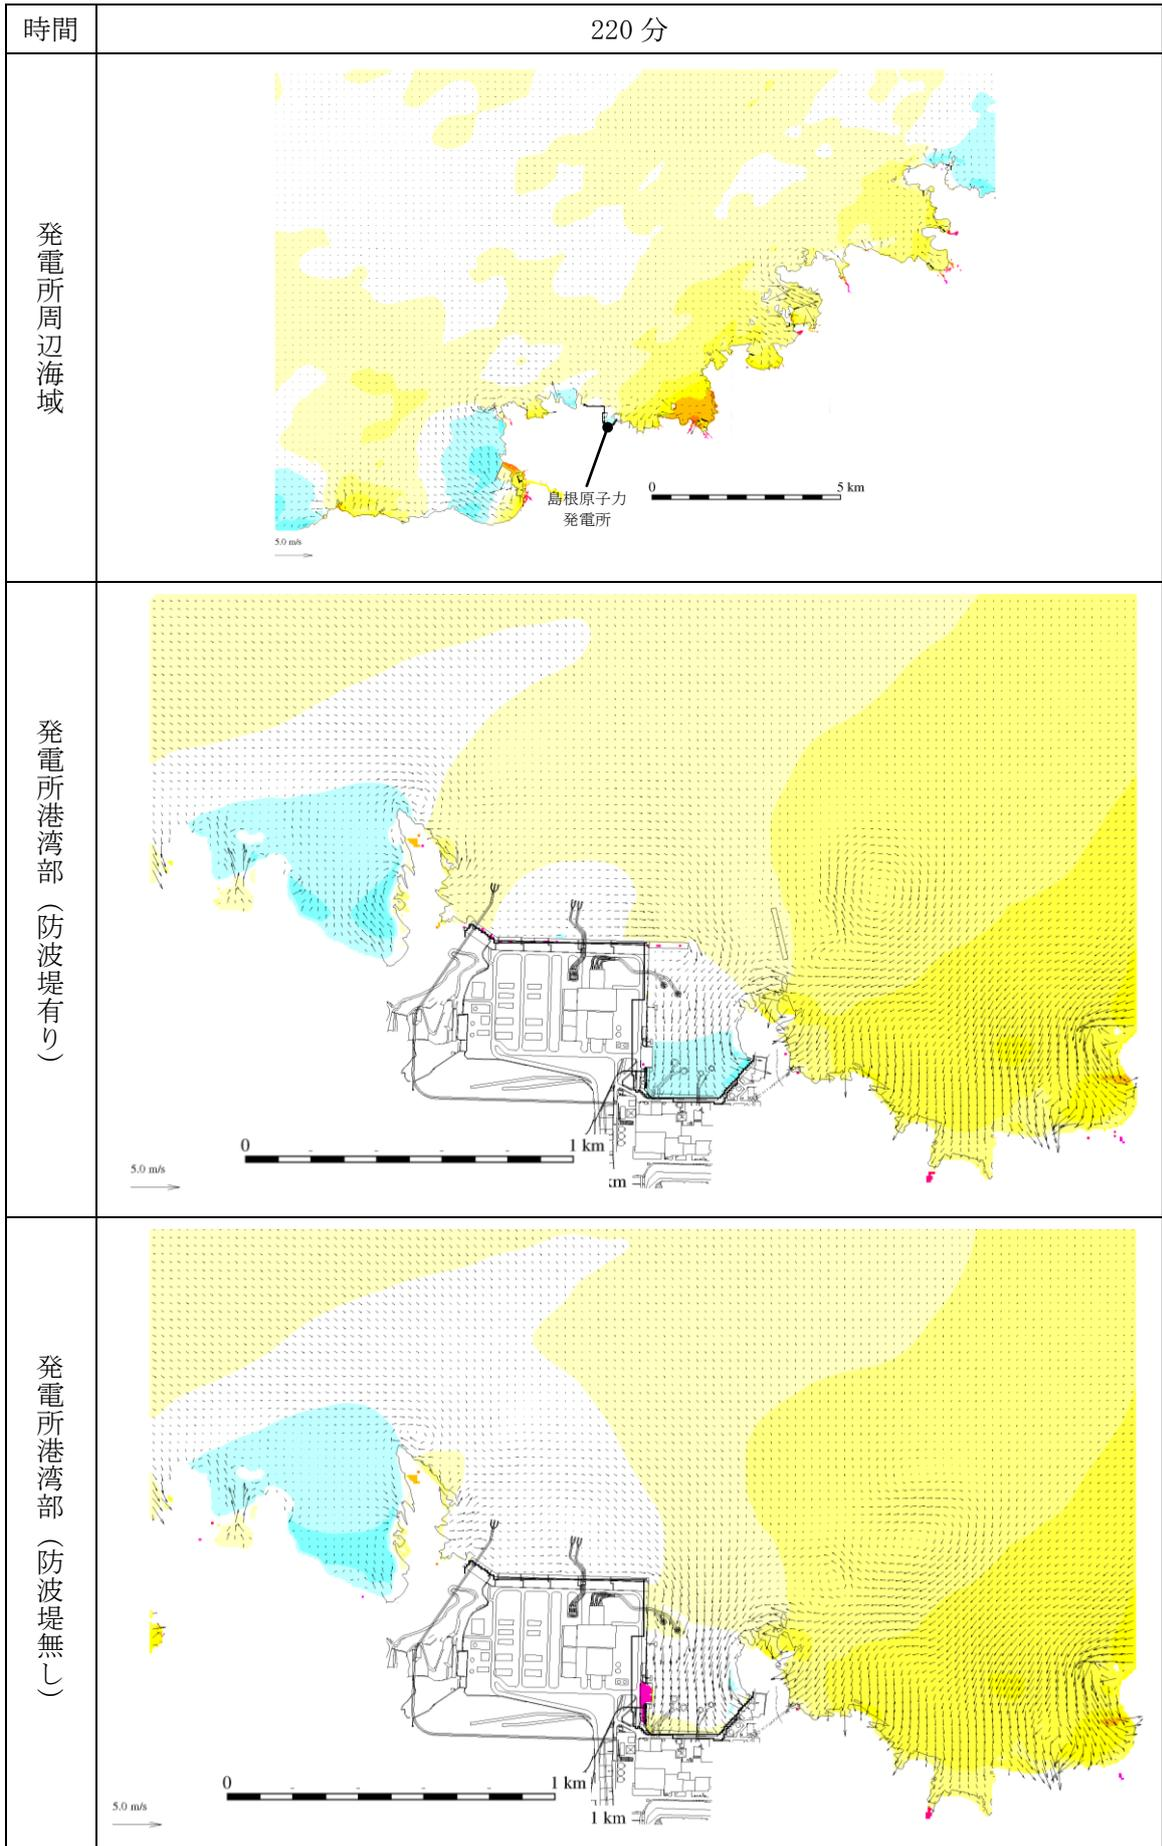 時間
220 分
発電所周辺海域
島根原子力
発電所
0
5 km
5.0 m/s
発電所港湾部（防波堤有り）
0
1 km
5.0 m/s
km
発電所港湾部（防波堤無し）
0
1 km
5.0 m/s
1 km